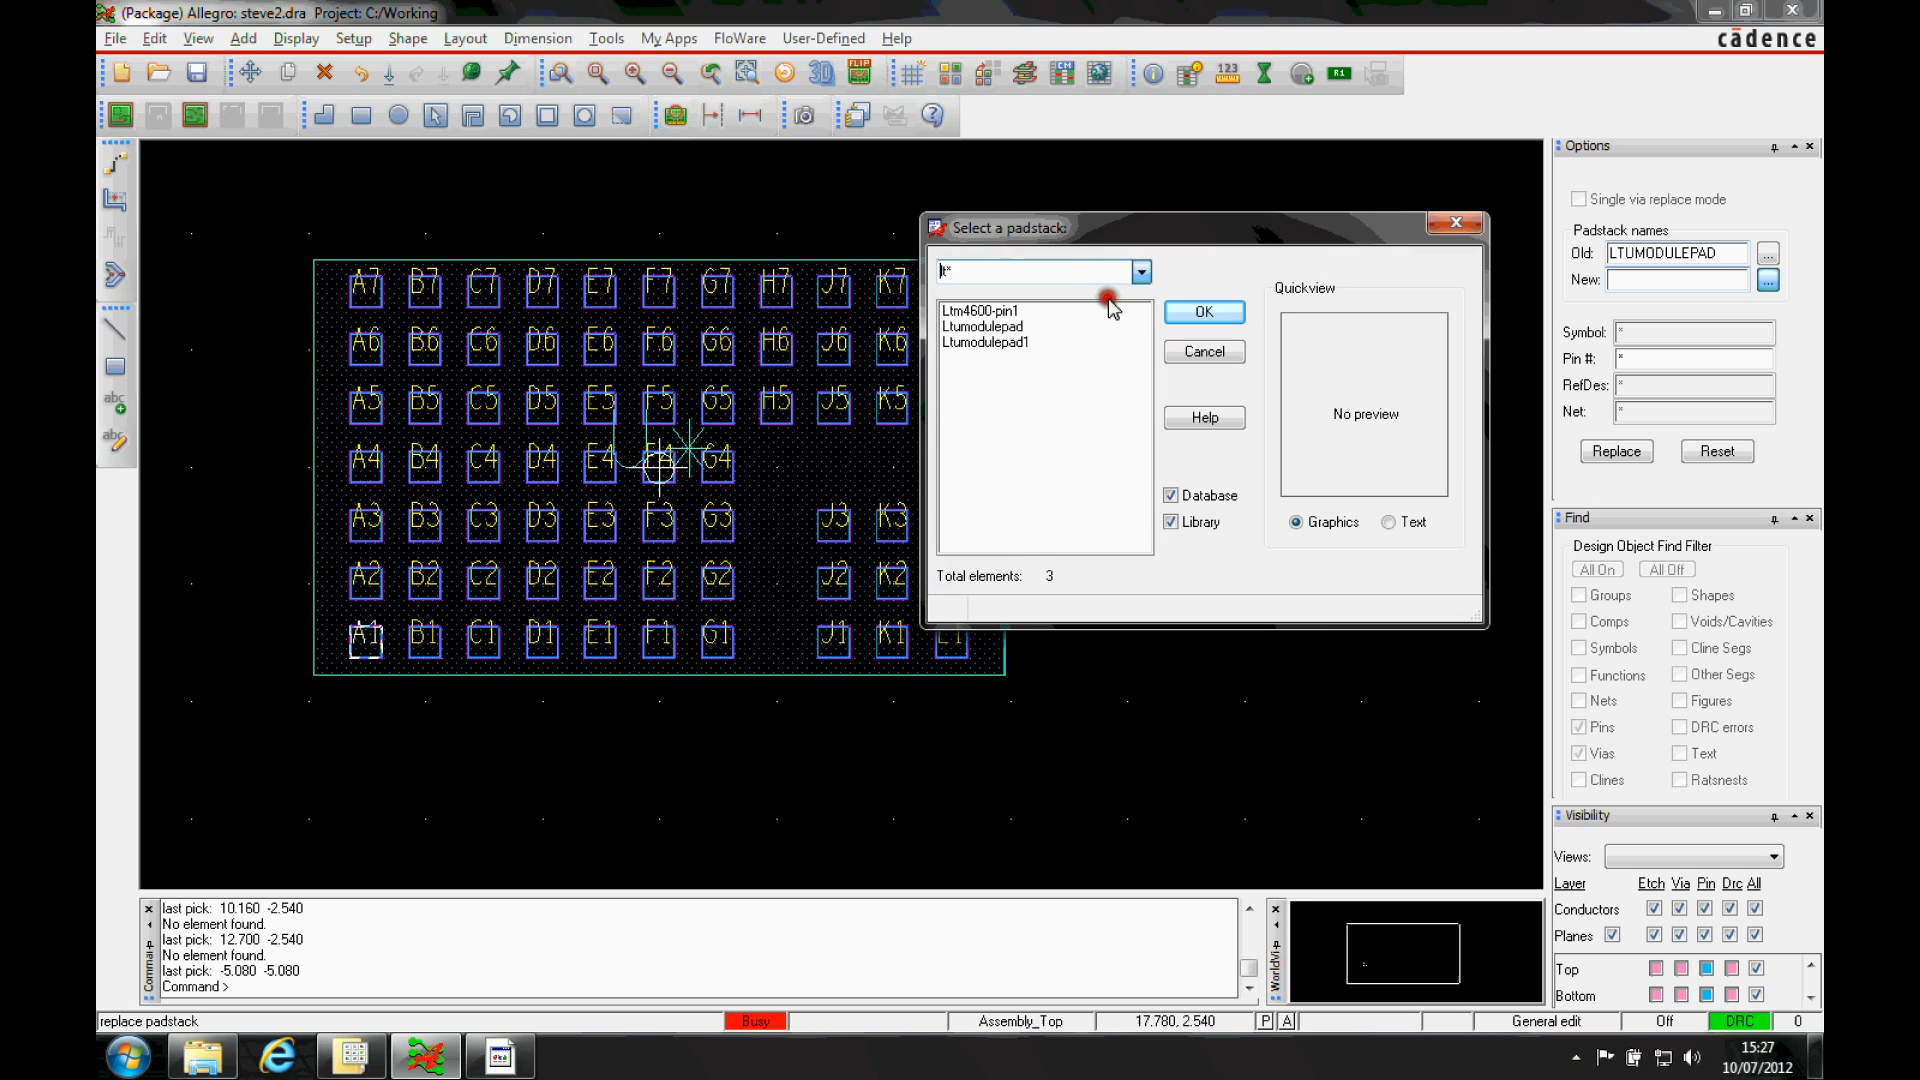 (Package) Allegro: steve2.dra  Project: C:/Working
File Edit View Add Display Setup Shape Layout Dimension Tools My Apps FloWare User-Defined Help
cādence
3D FLIP CM 123 R1
abc
abc
A7 B7 C7 D7 E7 F7 G7 H7 J7 K7
A6 B6 C6 D6 E6 F6 G6 H6 J6 K6
A5 B5 C5 D5 E5 F5 G5 H5 J5 K5
A4 B4 C4 D4 E4 F4 G4
A3 B3 C3 D3 E3 F3 G3 J3 K3
A2 B2 C2 D2 E2 F2 G2 J2 K2
A1 B1 C1 D1 E1 F1 G1 J1 K1 L1
Select a padstack:
lt*
Ltm4600-pin1
Ltumodulepad
Ltumodulepad1
OK
Cancel
Help
Database
Library
Total elements: 3
Quickview
No preview
Graphics Text
Options
Single via replace mode
Padstack names
Old: LTUMODULEPAD ...
New: ...
Symbol: *
Pin #: *
RefDes: *
Net: *
Replace Reset
Find
Design Object Find Filter
All On All Off
Groups Shapes
Comps Voids/Cavities
Symbols Cline Segs
Functions Other Segs
Nets Figures
Pins DRC errors
Vias Text
Clines Ratsnests
Visibility
Views:
Layer Etch Via Pin Drc All
Conductors
Planes
Top
Bottom
last pick:  10.160  -2.540
No element found.
last pick:  12.700  -2.540
No element found.
last pick:  -5.080  -5.080
Command >
replace padstack Busy Assembly_Top 17.780, 2.540 P A General edit Off DRC 0
15:27
10/07/2012